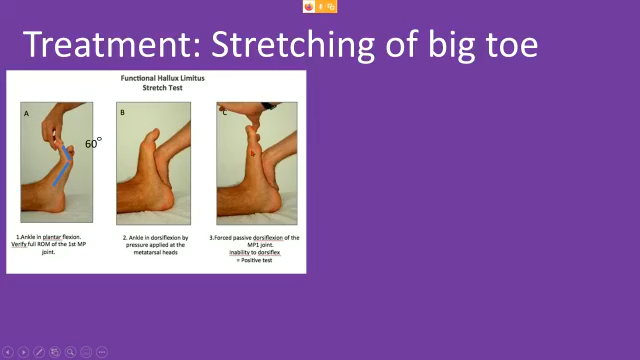 Treatment: Stretching of big toe
Functional Hallux Limitus
Stretch Test
A
60°
B
C
1.Ankle in plantar flexion.
Verify full ROM of the 1st MP
joint.
2. Ankle in dorsiflexion by
pressure applied at the
metatarsal heads
3.Forced passive dorsiflexion of the
MP1 joint.
Inability to dorsiflex
= Positive test